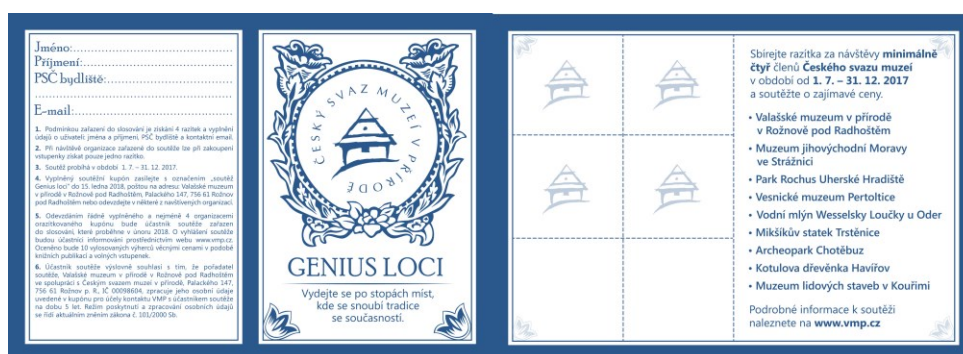 Jméno:
Příjmení:
PSČ bydliště:
E-mail:
1. Podmínkou zařazení do slosování je získání 4 razítek a vyplnění
údajů o uživateli jména a příjmení, PSČ bydliště a kontaktní email.
2. Při návštěvě organizace zařazené do soutěže lze při zakoupení
vstupenky získat pouze jedno razítko.
3. Soutěž probíhá v období 1. 7. – 31. 12. 2017.
4. Vyplněný soutěžní kupón zasílejte s označením „soutěž
Genius loci" do 15. ledna 2018, poštou na adresu: Valašské muzeum
v přírodě v Rožnově pod Radhoštěm, Palackého 147, 756 61 Rožnov
pod Radhoštěm nebo odevzdejte v některé z navštívených organizací.
5. Odevzdáním řádně vyplněného a nejméně 4 organizacemi
orazítkovaného kupónu bude účastník soutěže zařazen
do slosování, které proběhne v únoru 2018. O vyhlášení soutěže
budou účastníci informováni prostřednictvím webu www.vmp.cz.
Oceněno bude 10 vylosovaných výherců věcnými cenami v podobě
knižních publikací a volných vstupenek.
6. Účastník soutěže výslovně souhlasí s tím, že pořadatel
soutěže, Valašské muzeum v přírodě v Rožnově pod Radhoštěm
ve spolupráci s Českým svazem muzeí v přírodě, Palackého 147,
756 61 Rožnov p. R., IČ 00098604, zpracuje jeho osobní údaje
uvedené v kupónu pro účely kontaktu VMP s účastníkem soutěže
na dobu 5 let. Režim poskytnutí a zpracování osobních údajů
se řídí aktuálním zněním zákona č. 101/2000 Sb.
ČESKÝ SVAZ MUZEÍ V PŘÍRODĚ
GENIUS LOCI
Vydejte se po stopách míst,
kde se snoubí tradice
se současností.
Sbírejte razítka za návštěvy minimálně
čtyř členů Českého svazu muzeí
v období od 1. 7. – 31. 12. 2017
a soutěžte o zajímavé ceny.
• Valašské muzeum v přírodě
v Rožnově pod Radhoštěm
• Muzeum jihovýchodní Moravy
ve Strážnici
• Park Rochus Uherské Hradiště
• Vesnické muzeum Pertoltice
• Vodní mlýn Wesselsky Loučky u Oder
• Mikšíkův statek Trstěnice
• Archeopark Chotěbuz
• Kotulova dřevěnka Havířov
• Muzeum lidových staveb v Kouřimi
Podrobné informace k soutěži
naleznete na www.vmp.cz